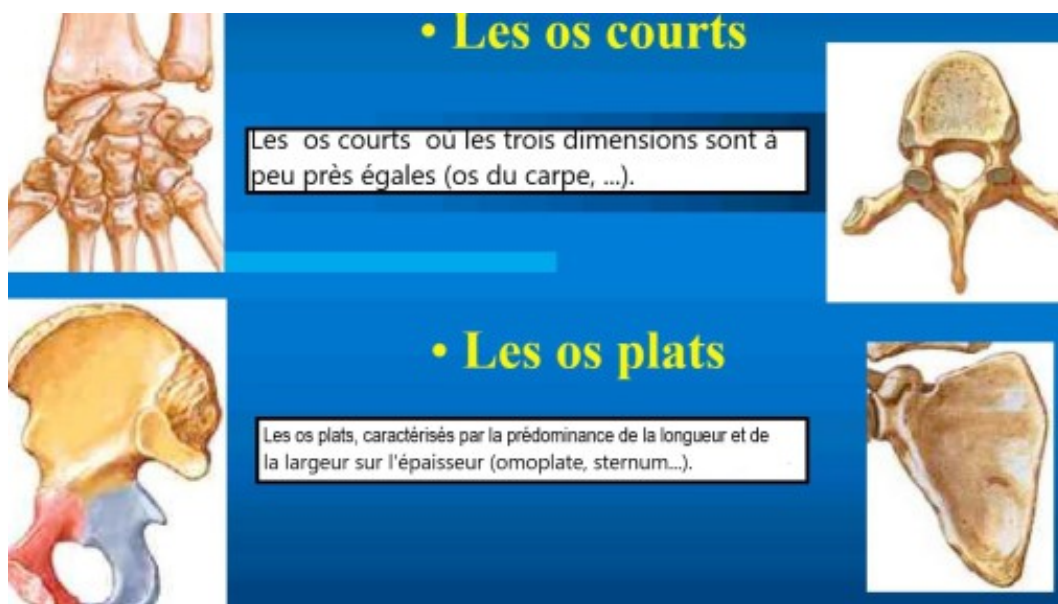 • Les os courts
Les os courts où les trois dimensions sont à
peu près égales (os du carpe, ...).
• Les os plats
Les os plats, caractérisés par la prédominance de la longueur et de
la largeur sur l'épaisseur (omoplate, sternum...).